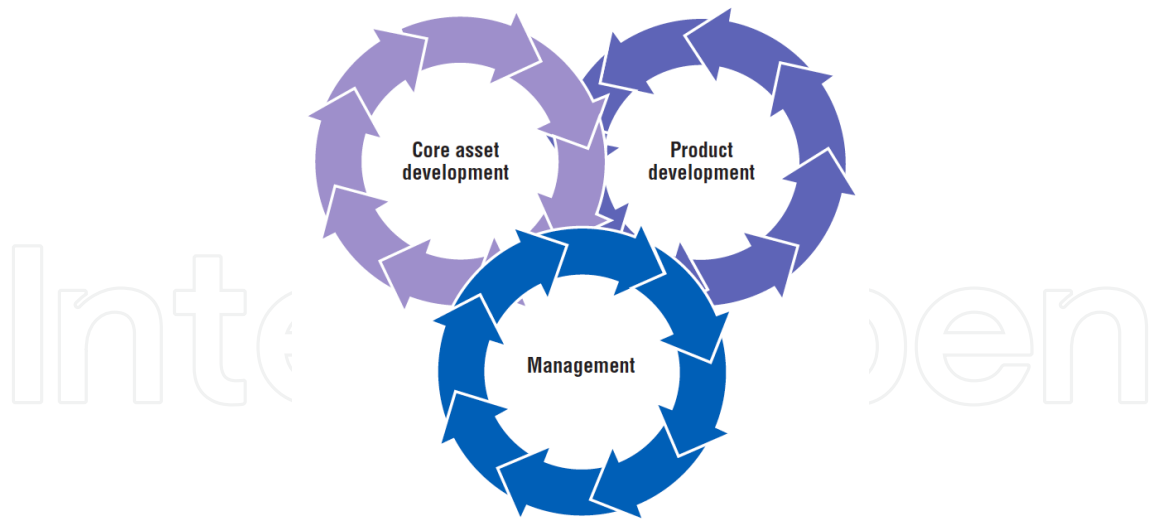 Core asset
development
Product
development
Management